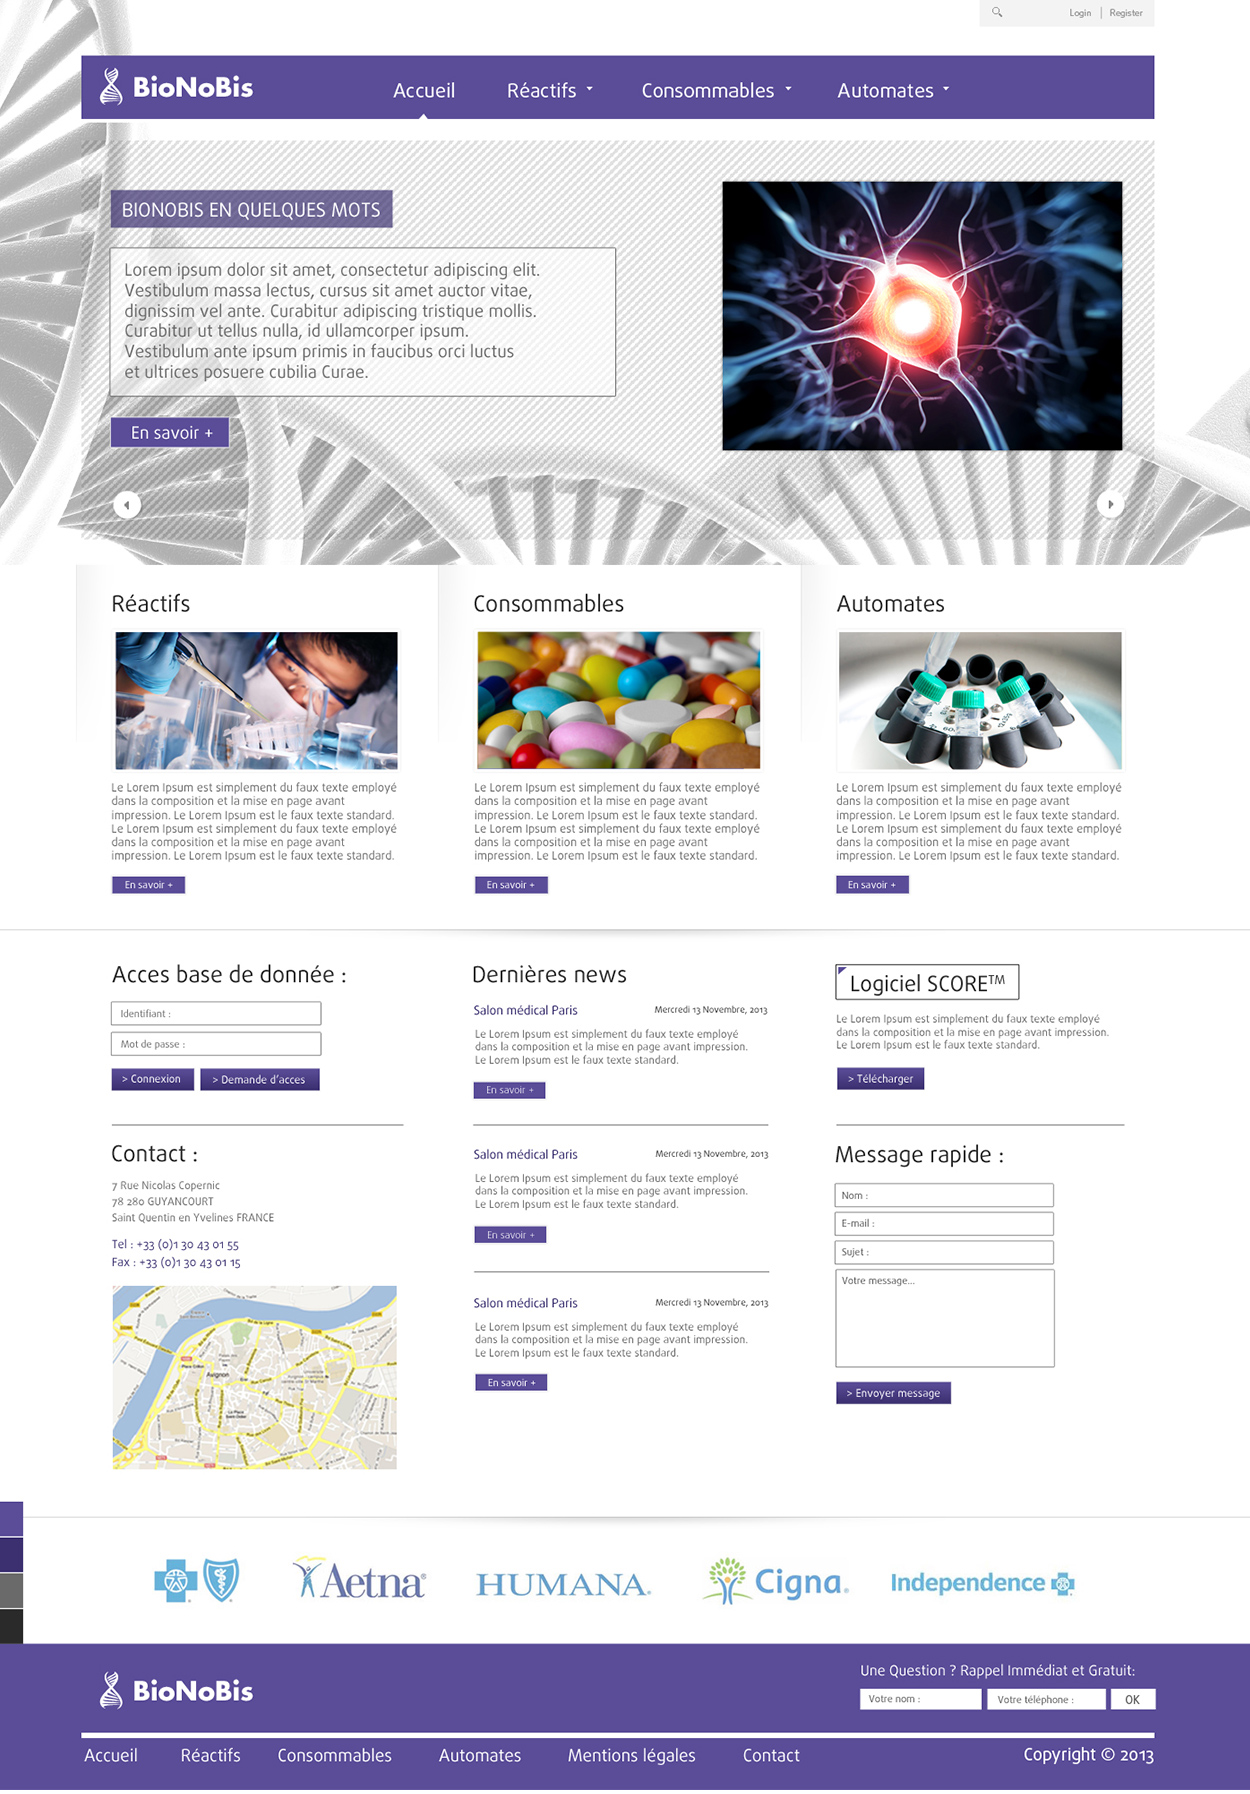 Login | Register
BioNoBis
Accueil Réactifs Consommables Automates
BIONOBIS EN QUELQUES MOTS
Lorem ipsum dolor sit amet, consectetur adipiscing elit.
Vestibulum massa lectus, cursus sit amet auctor vitae,
dignissim vel ante. Curabitur adipiscing tristique mollis.
Curabitur ut tellus nulla, id ullamcorper ipsum.
Vestibulum ante ipsum primis in faucibus orci luctus
et ultrices posuere cubilia Curae.
En savoir +
Réactifs
Le Lorem Ipsum est simplement du faux texte employé
dans la composition et la mise en page avant
impression. Le Lorem Ipsum est le faux texte standard.
Le Lorem Ipsum est simplement du faux texte employé
dans la composition et la mise en page avant
impression. Le Lorem Ipsum est le faux texte standard.
En savoir +
Consommables
Le Lorem Ipsum est simplement du faux texte employé
dans la composition et la mise en page avant
impression. Le Lorem Ipsum est le faux texte standard.
Le Lorem Ipsum est simplement du faux texte employé
dans la composition et la mise en page avant
impression. Le Lorem Ipsum est le faux texte standard.
En savoir +
Automates
Le Lorem Ipsum est simplement du faux texte employé
dans la composition et la mise en page avant
impression. Le Lorem Ipsum est le faux texte standard.
Le Lorem Ipsum est simplement du faux texte employé
dans la composition et la mise en page avant
impression. Le Lorem Ipsum est le faux texte standard.
En savoir +
Acces base de donnée :
Identifiant :
Mot de passe :
> Connexion > Demande d'acces
Contact :
7 Rue Nicolas Copernic
78 280 GUYANCOURT
Saint Quentin en Yvelines FRANCE
Tel : +33 (0)1 30 43 01 55
Fax : +33 (0)1 30 43 01 15
Avignon
Dernières news
Salon médical Paris Mercredi 13 Novembre, 2013
Le Lorem Ipsum est simplement du faux texte employé
dans la composition et la mise en page avant impression.
Le Lorem Ipsum est le faux texte standard.
En savoir +
Salon médical Paris Mercredi 13 Novembre, 2013
Le Lorem Ipsum est simplement du faux texte employé
dans la composition et la mise en page avant impression.
Le Lorem Ipsum est le faux texte standard.
En savoir +
Salon médical Paris Mercredi 13 Novembre, 2013
Le Lorem Ipsum est simplement du faux texte employé
dans la composition et la mise en page avant impression.
Le Lorem Ipsum est le faux texte standard.
En savoir +
Logiciel SCORE™
Le Lorem Ipsum est simplement du faux texte employé
dans la composition et la mise en page avant impression.
Le Lorem Ipsum est le faux texte standard.
> Télécharger
Message rapide :
Nom :
E-mail :
Sujet :
Votre message...
> Envoyer message
Aetna®
HUMANA.
Cigna®
Independence
BioNoBis
Une Question ? Rappel Immédiat et Gratuit:
Votre nom : Votre téléphone : OK
Accueil Réactifs Consommables Automates Mentions légales Contact Copyright © 2013